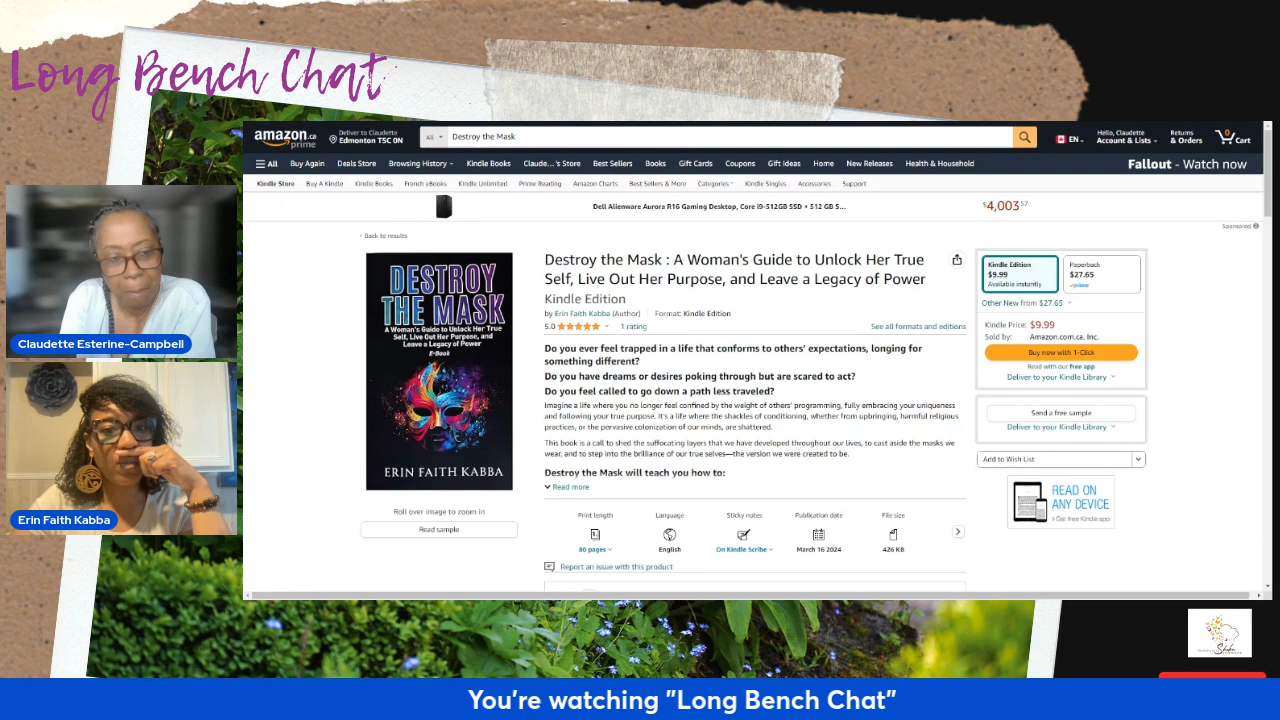 Long Bench Chat
amazon.ca
prime
Deliver to Claudette
Edmonton T5C 0N
All
Destroy the Mask
EN
Hello, Claudette
Account & Lists
Returns
& Orders
0
Cart
All
Buy Again
Deals Store
Browsing History
Kindle Books
Claude...'s Store
Best Sellers
Books
Gift Cards
Coupons
Gift Ideas
Home
New Releases
Health & Household
Fallout - Watch now
Kindle Store
Buy A Kindle
Kindle Books
French eBooks
Kindle Unlimited
Prime Reading
Amazon Charts
Best Sellers & More
Categories
Kindle Singles
Accessories
Support
Dell Alienware Aurora R16 Gaming Desktop, Core i9-512GB SSD + 512 GB S...
$4,00357
Sponsored
‹ Back to results
DESTROY
THE MASK
A Woman's Guide to Unlock Her True
Self, Live Out Her Purpose, and
Leave a Legacy of Power
E-Book
ERIN FAITH KABBA
Roll over image to zoom in
Read sample
Destroy the Mask : A Woman's Guide to Unlock Her True
Self, Live Out Her Purpose, and Leave a Legacy of Power
Kindle Edition
by Erin Faith Kabba (Author) Format: Kindle Edition
5.0 1 rating
See all formats and editions
Do you ever feel trapped in a life that conforms to others' expectations, longing for
something different?
Do you have dreams or desires poking through but are scared to act?
Do you feel called to go down a path less traveled?
Imagine a life where you no longer feel confined by the weight of others' programming, fully embracing your uniqueness
and following your true purpose. It's a life where the shackles of conditioning, whether from upbringing, harmful religious
practices, or the pervasive colonization of our minds, are shattered.
This book is a call to shed the suffocating layers that we have developed throughout our lives, to cast aside the masks we
wear, and to step into the brilliance of our true selves—the version we were created to be.
Destroy the Mask will teach you how to:
Read more
Print length
80 pages
Language
English
Sticky notes
On Kindle Scribe
Publication date
March 16 2024
File size
426 KB
Report an issue with this product
Kindle Edition
$9.99
Available instantly
Paperback
$27.65
prime
Other New from $27.65
Kindle Price: $9.99
Sold by: Amazon.com.ca, Inc.
Buy now with 1-Click
Read with our free app
Deliver to your Kindle Library
Send a free sample
Deliver to your Kindle Library
Add to Wish List
READ ON
ANY DEVICE
› Get free Kindle app
Claudette Esterine-Campbell
Erin Faith Kabba
You're watching "Long Bench Chat"